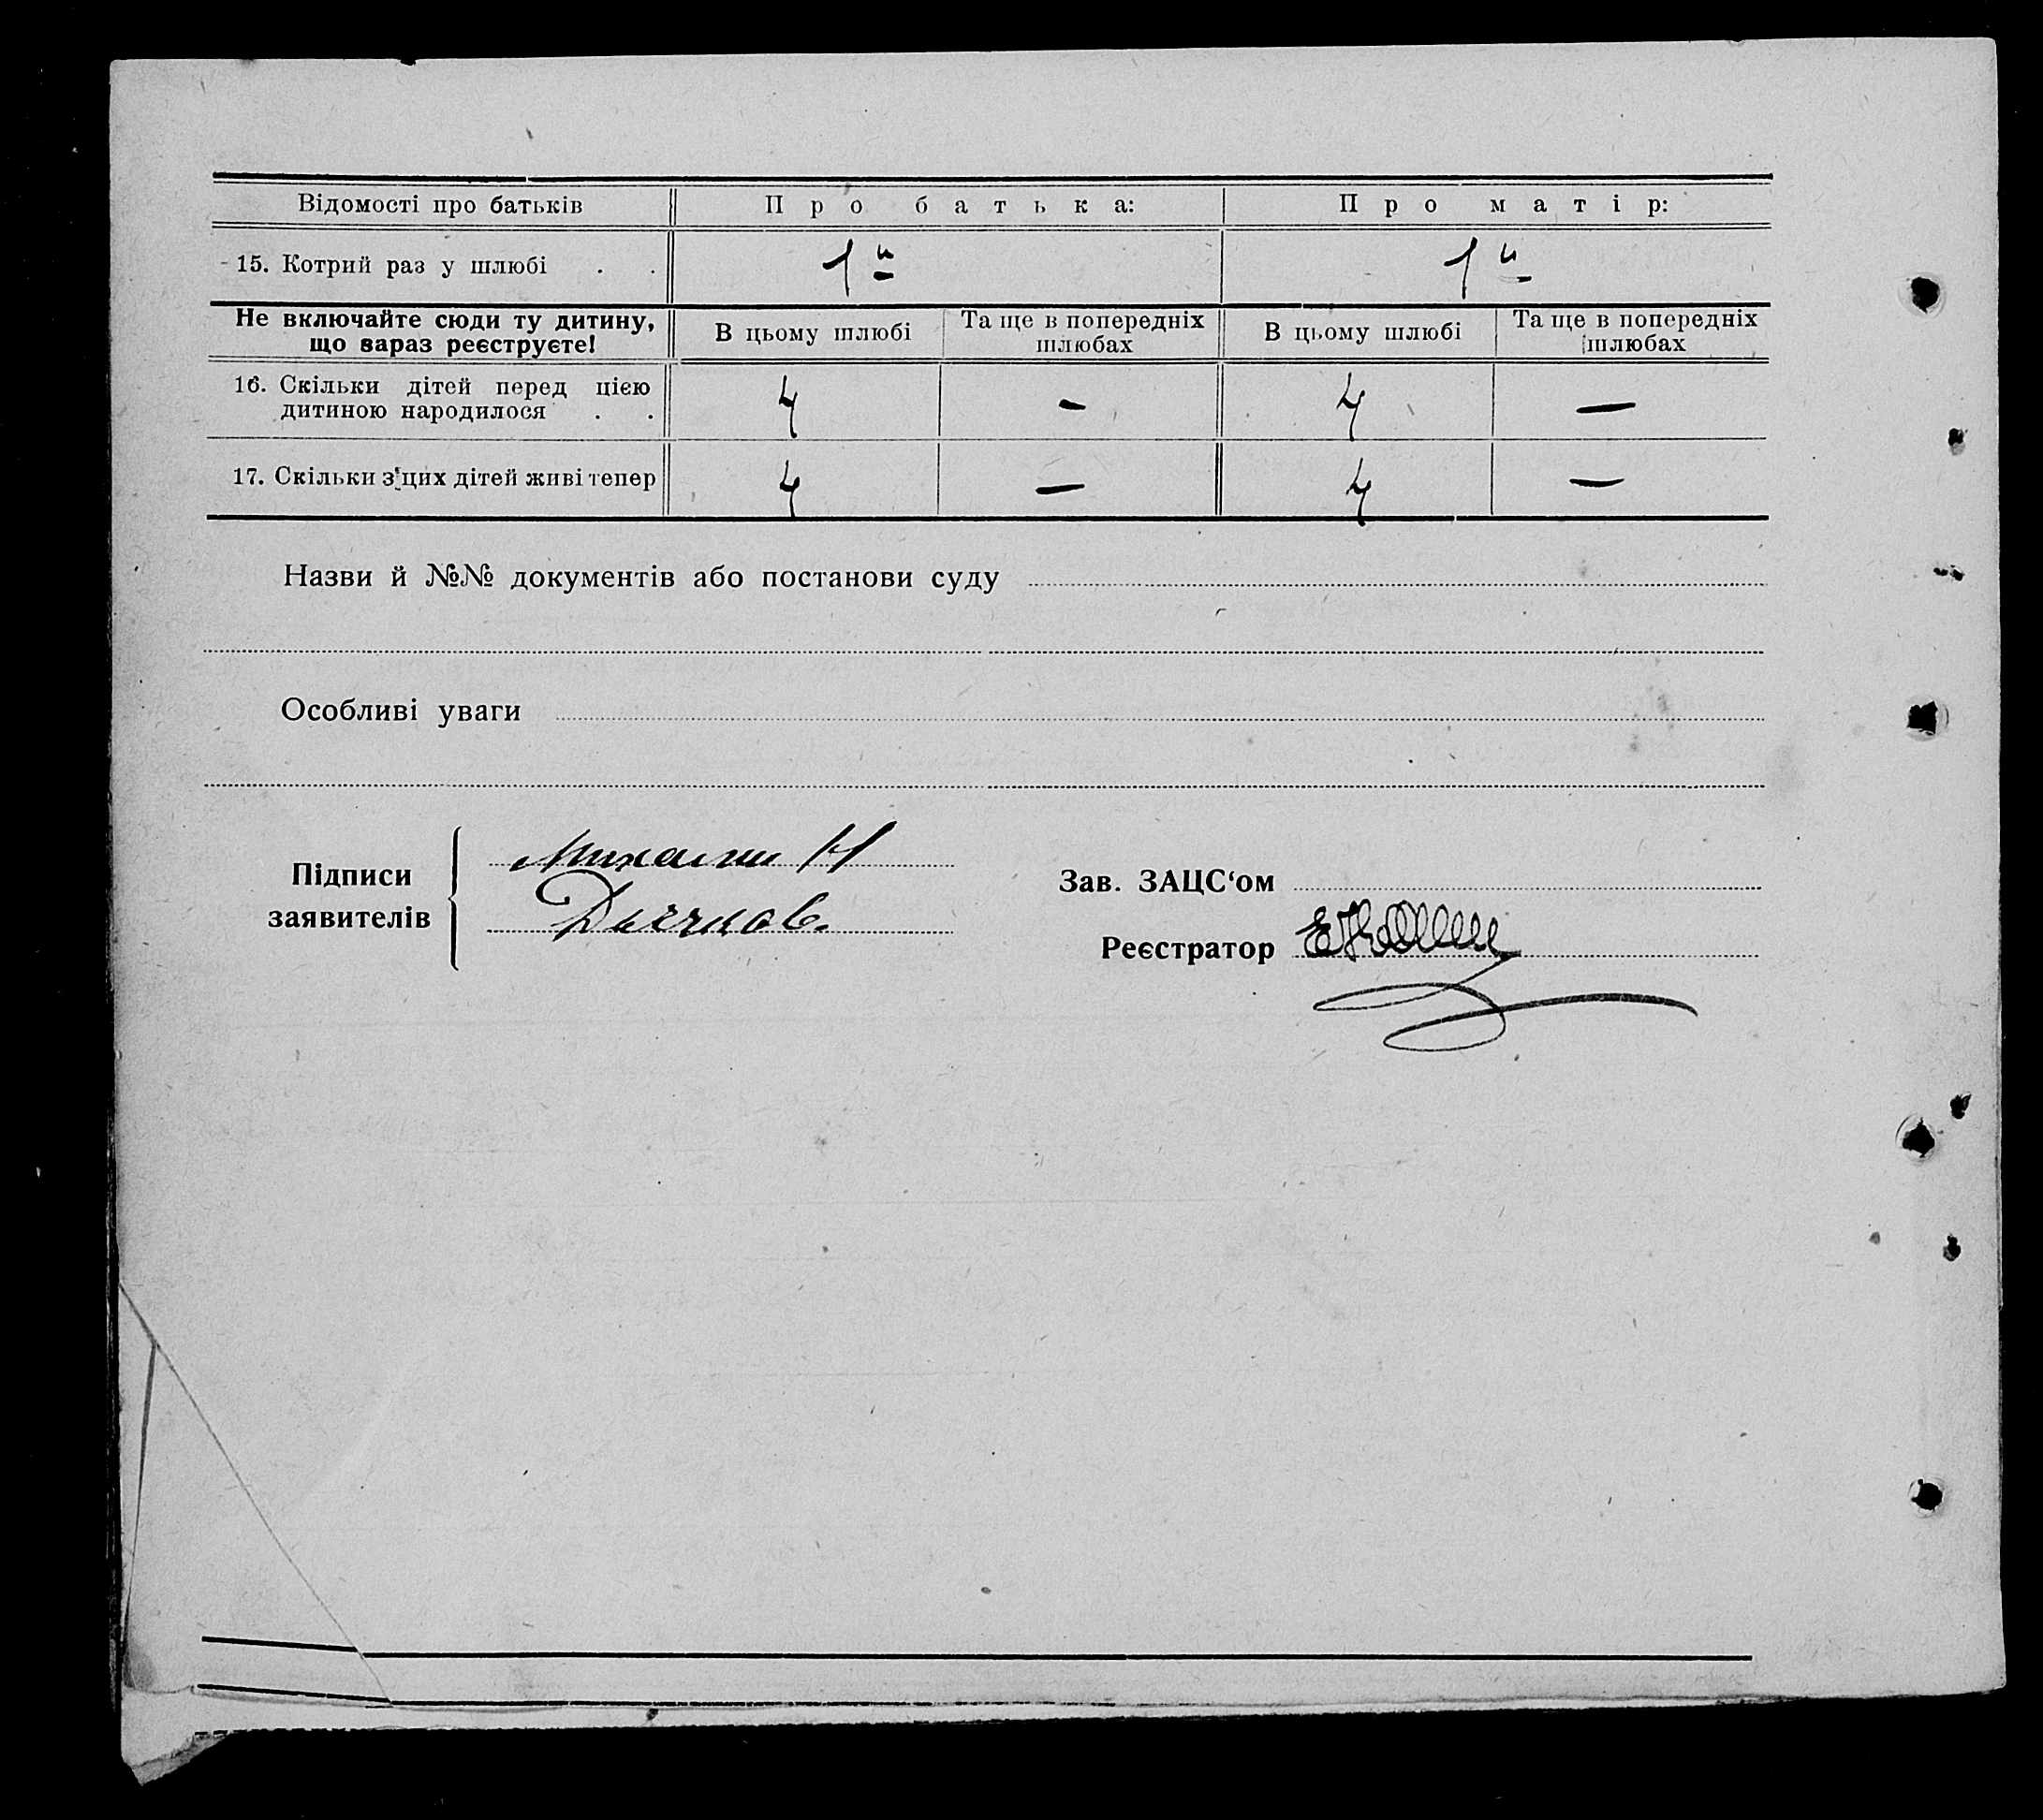 Відомості про батьків Про батька: Про матір:
15. Котрий раз у шлюбі . . 1й 1й
Не включайте сюди ту дитину, що зараз реєструєте! В цьому шлюбі Та ще в попередніх шлюбах В цьому шлюбі Та ще в попередніх шлюбах
16. Скільки дітей перед цією дитиною народилося . . 4 — 4 —
17. Скільки з цих дітей живі тепер 4 — 4 —
Назви й №№ документів або постанови суду
Особливі уваги
Підписи заявителів
Зав. ЗАЦС‘ом
Реєстратор